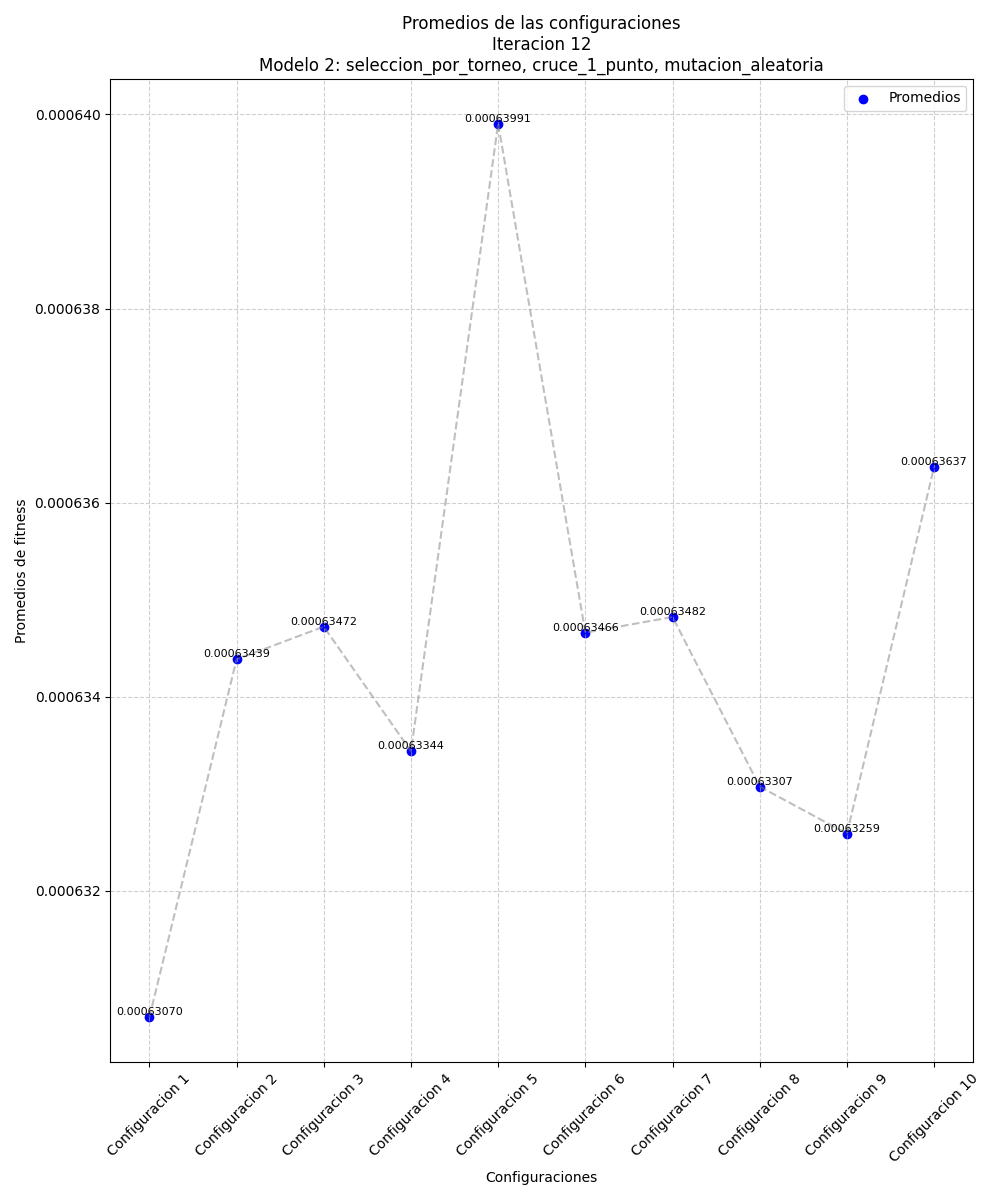 Promedios de las configuraciones
Iteracion 12
Modelo 2: seleccion_por_torneo, cruce_1_punto, mutacion_aleatoria
Promedios
0.000640
0.000638
0.000636
0.000634
0.000632
Promedios de fitness
0.00063070
0.00063439
0.00063472
0.00063344
0.00063991
0.00063466
0.00063482
0.00063307
0.00063259
0.00063637
Configuracion 1
Configuracion 2
Configuracion 3
Configuracion 4
Configuracion 5
Configuracion 6
Configuracion 7
Configuracion 8
Configuracion 9
Configuracion 10
Configuraciones